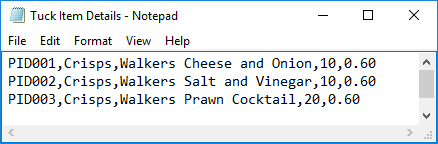 Tuck Item Details - Notepad
File Edit Format View Help
PID001,Crisps,Walkers Cheese and Onion,10,0.60
PID002,Crisps,Walkers Salt and Vinegar,10,0.60
PID003,Crisps,Walkers Prawn Cocktail,20,0.60